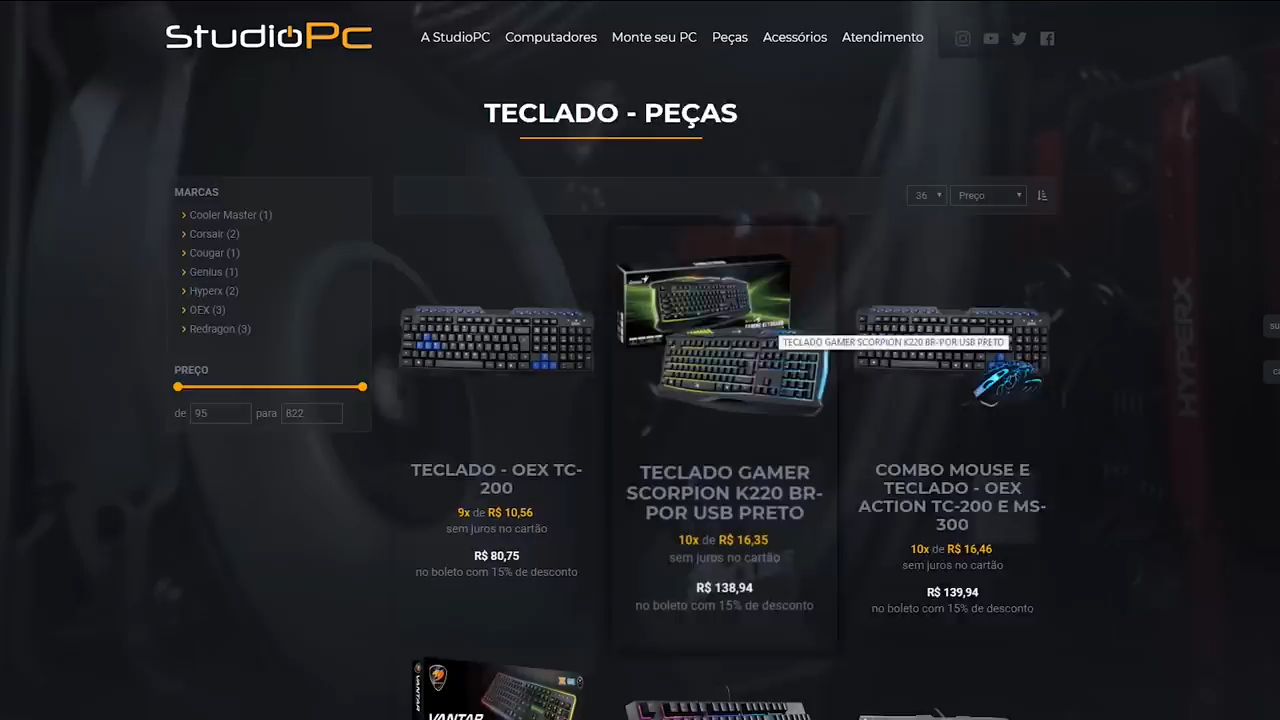 StudioPc
A StudioPC
Computadores
Monte seu PC
Peças
Acessórios
Atendimento
TECLADO - PEÇAS
MARCAS
Cooler Master (1)
Corsair (2)
Cougar (1)
Genius (1)
Hyperx (2)
OEX (3)
Redragon (3)
PREÇO
de 95 para 822
36
Preço
HYPERX
TECLADO GAMER SCORPION K220 BR-POR USB PRETO
TECLADO - OEX TC-
200
9x de R$ 10,56
sem juros no cartão
R$ 80,75
no boleto com 15% de desconto
TECLADO GAMER
SCORPION K220 BR-
POR USB PRETO
10x de R$ 16,35
sem juros no cartão
R$ 138,94
no boleto com 15% de desconto
COMBO MOUSE E
TECLADO - OEX
ACTION TC-200 E MS-
300
10x de R$ 16,46
sem juros no cartão
R$ 139,94
no boleto com 15% de desconto
VANTAR
VANTAR
su
ca